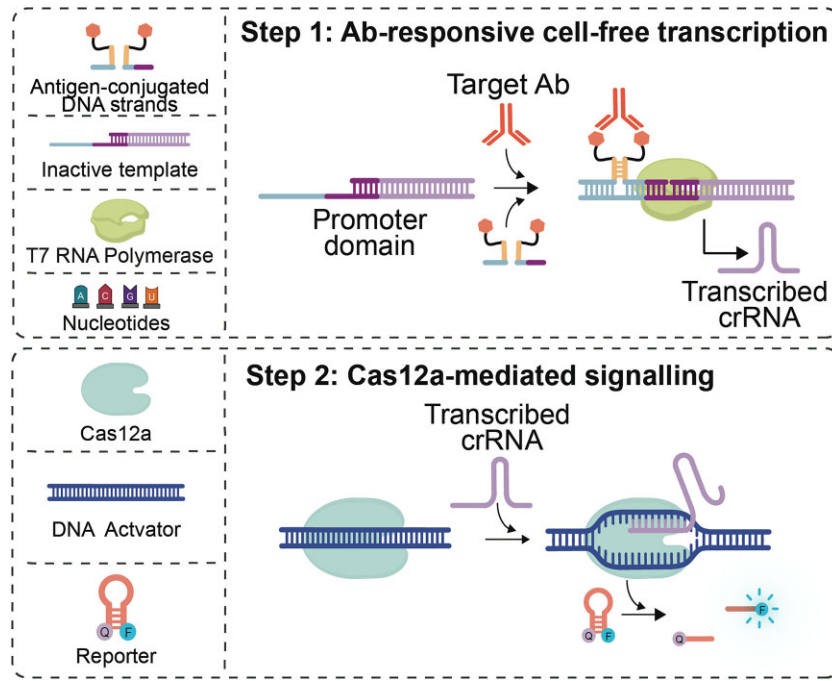 Antigen-conjugated
DNA strands
Inactive template
T7 RNA Polymerase
A C G U
Nucleotides
Step 1: Ab-responsive cell-free transcription
Target Ab
Promoter
domain
Transcribed
crRNA
Cas12a
DNA Actvator
Q F
Reporter
Step 2: Cas12a-mediated signalling
Transcribed
crRNA
Q F
Q
F